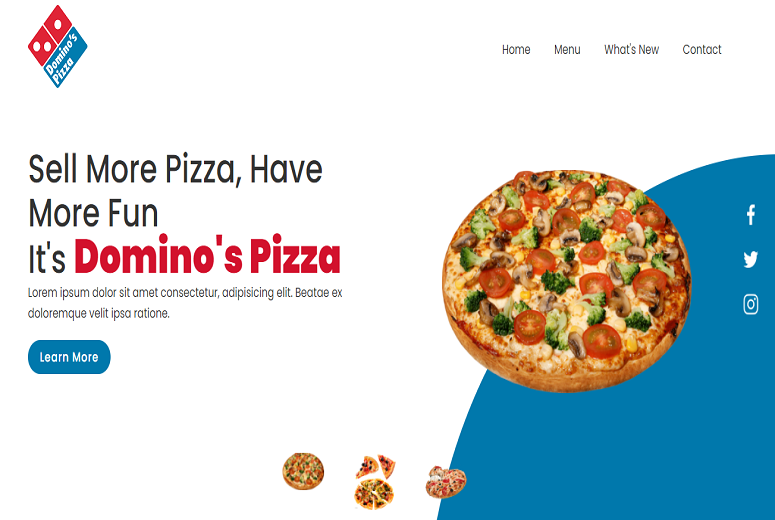 Domino's
Pizza
Home Menu What's New Contact
Sell More Pizza, Have
More Fun
It's Domino's Pizza
Lorem ipsum dolor sit amet consectetur, adipisicing elit. Beatae ex
doloremque velit ipsa ratione.
Learn More